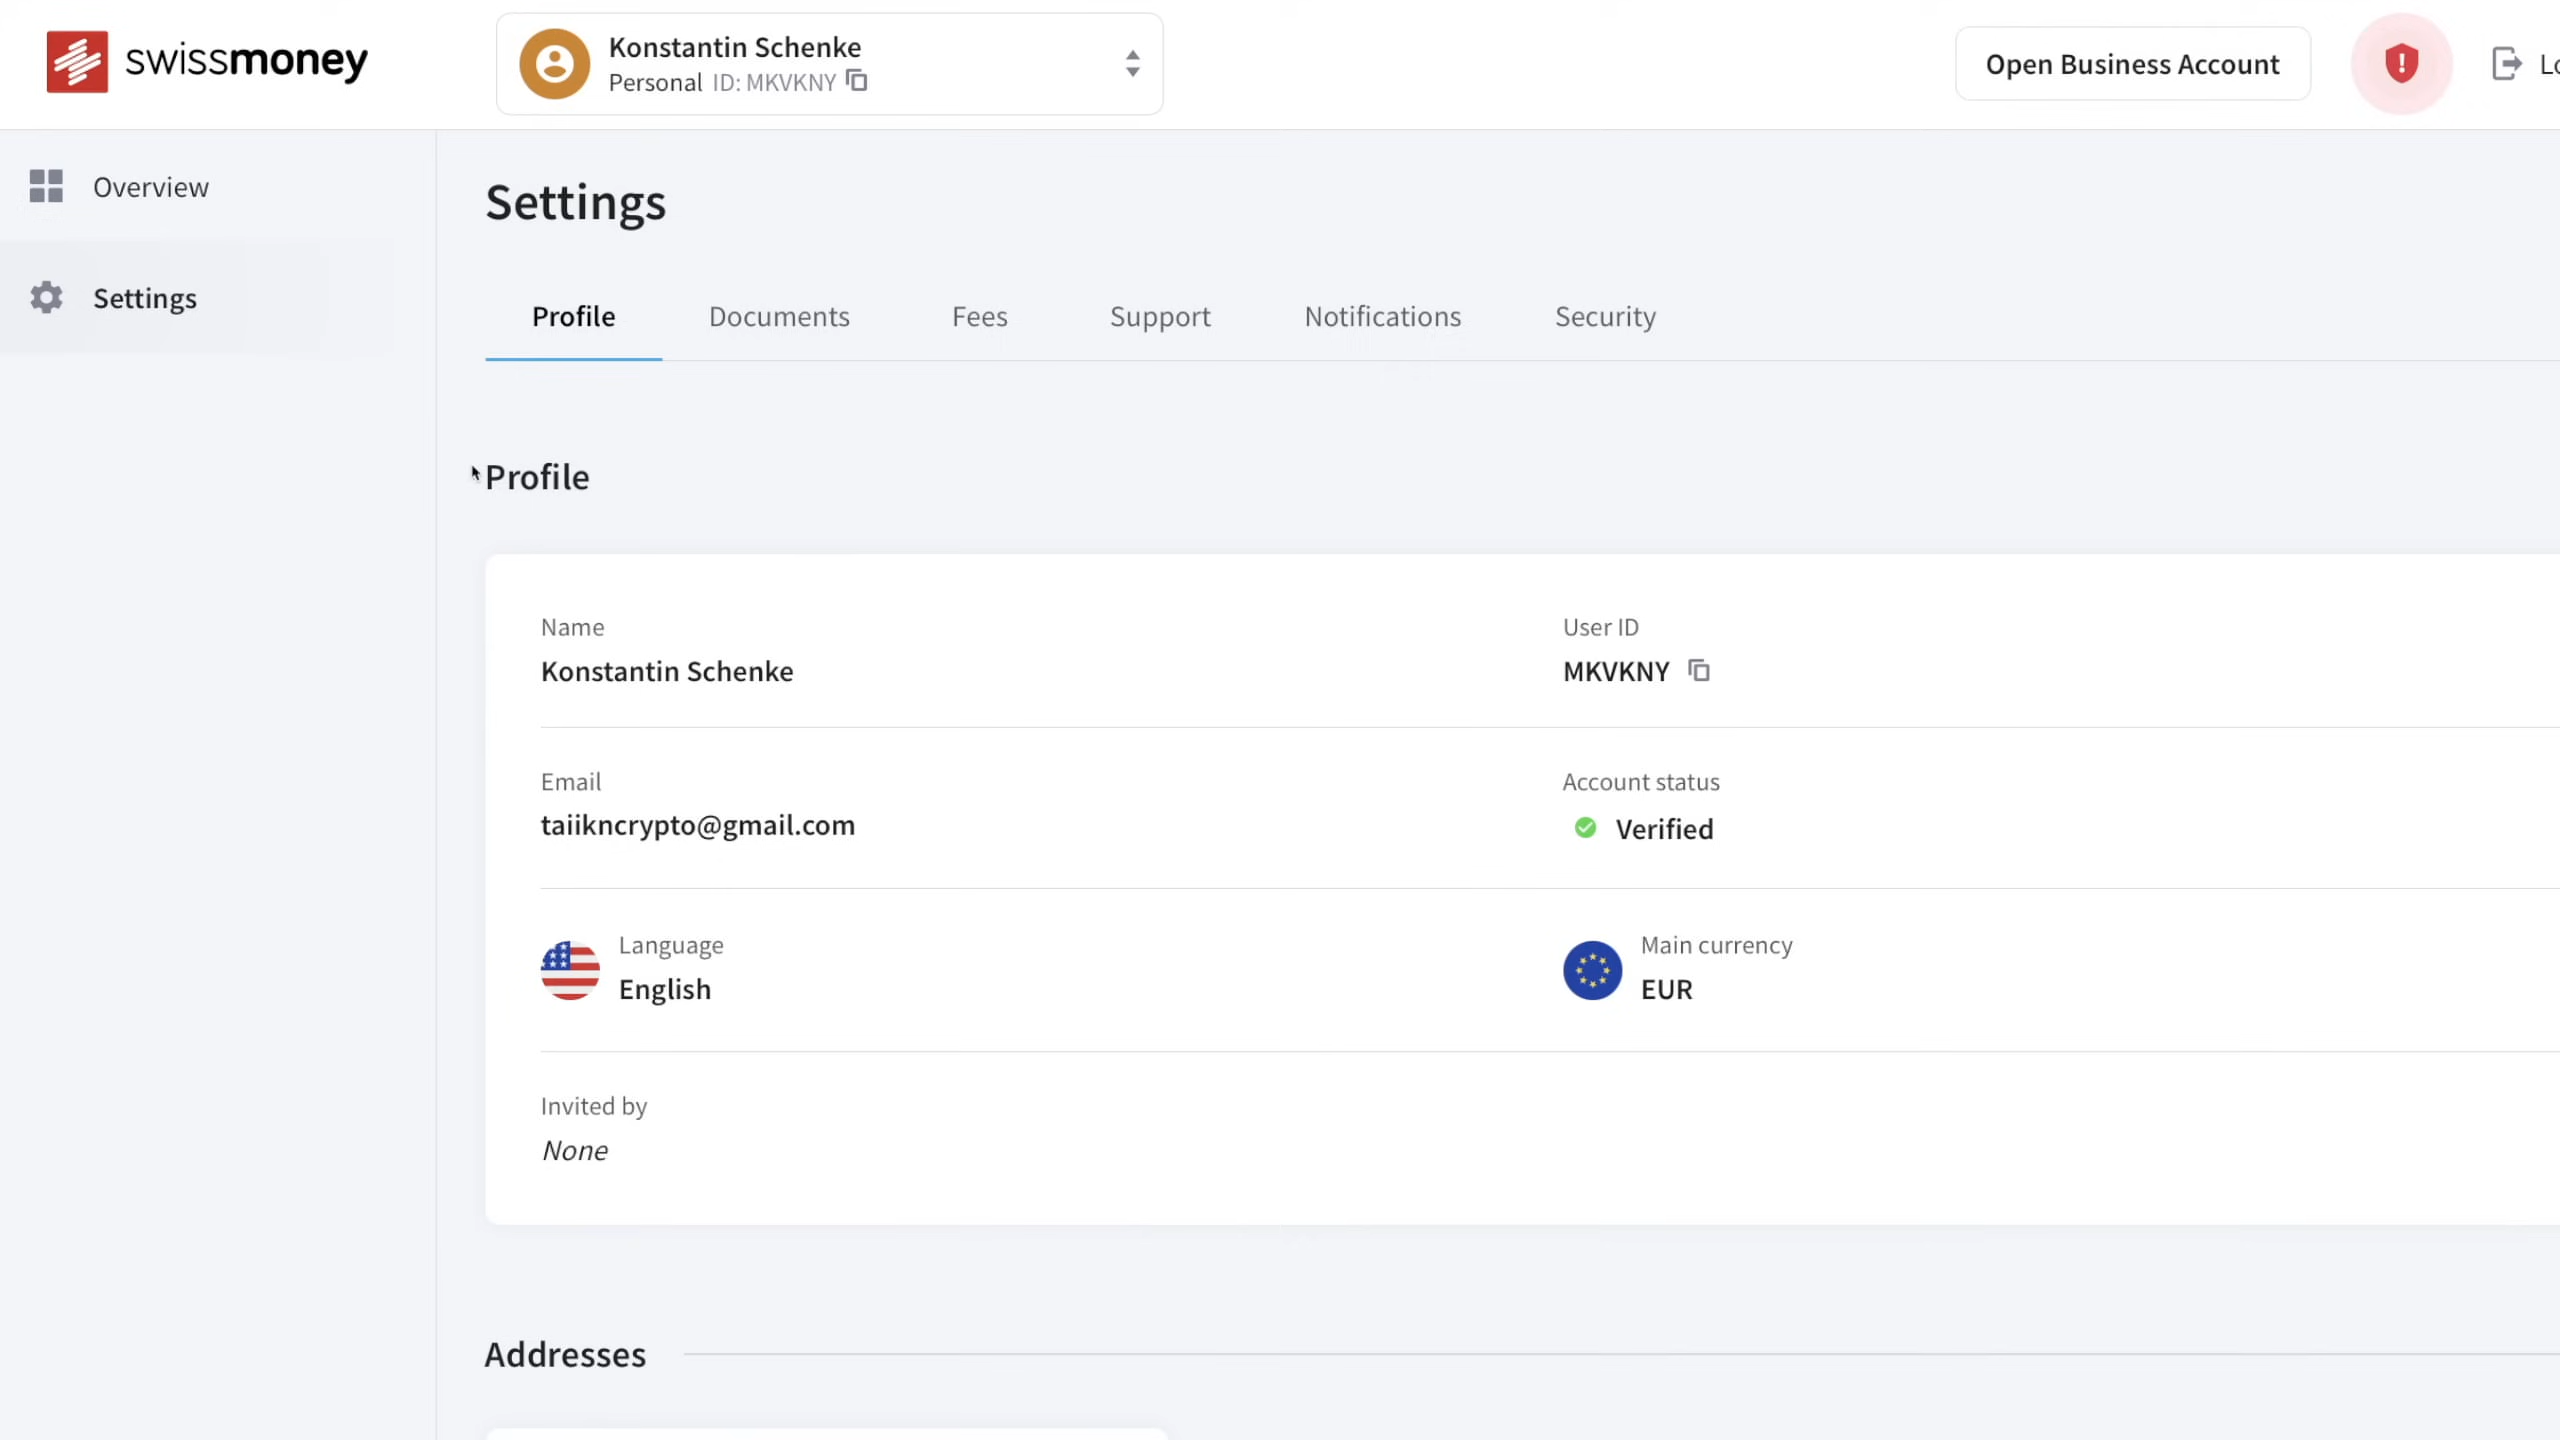 swissmoney
Konstantin Schenke
Personal ID: MKVKNY
Open Business Account
Overview
Settings
Settings
Profile Documents Fees Support Notifications Security
Profile
Name
Konstantin Schenke
User ID
MKVKNY
Email
taiikncrypto@gmail.com
Account status
Verified
Language
English
Main currency
EUR
Invited by
None
Addresses